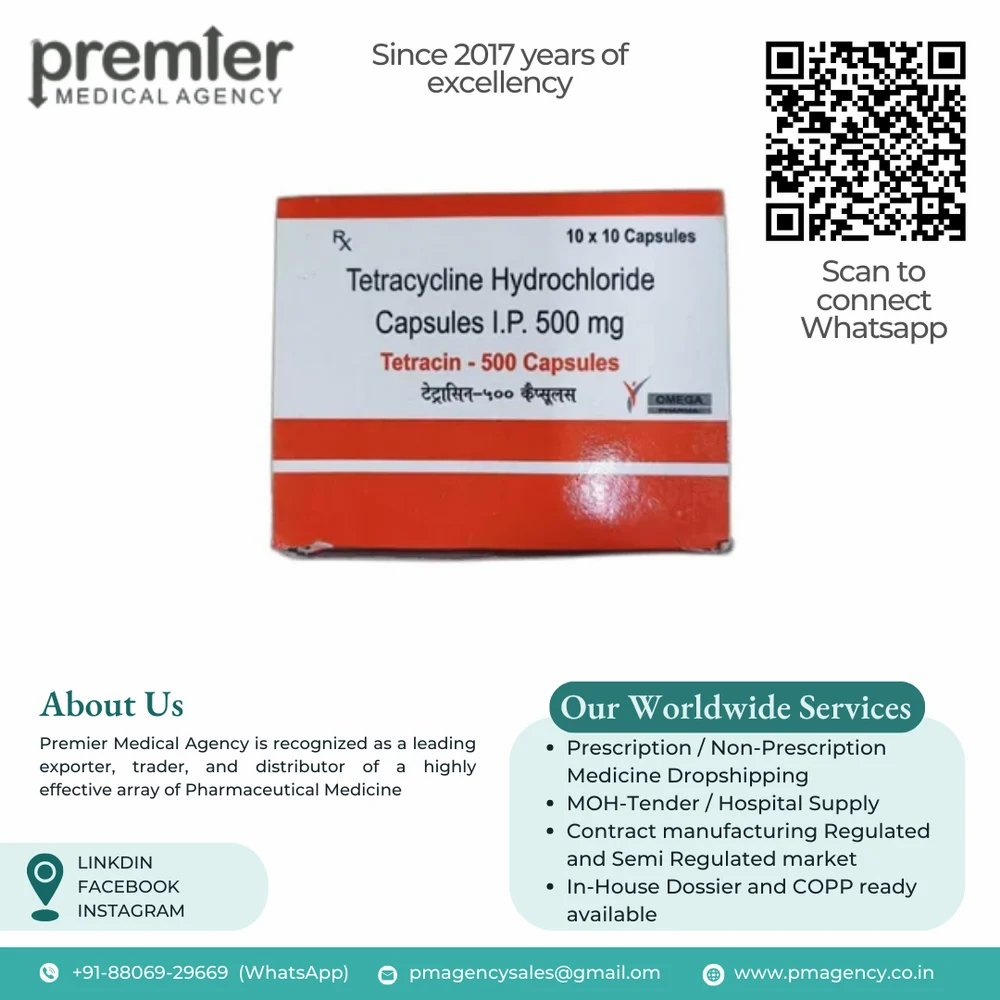 premier
MEDICAL AGENCY
Since 2017 years of
excellency
Scan to
connect
Whatsapp
Rx
10 x 10 Capsules
Tetracycline Hydrochloride
Capsules I.P. 500 mg
Tetracin - 500 Capsules
टेट्रासिन-५०० कॅप्सूलस
OMEGA
PHARMA
About Us
Premier Medical Agency is recognized as a leading
exporter, trader, and distributor of a highly
effective array of Pharmaceutical Medicine
LINKDIN
FACEBOOK
INSTAGRAM
Our Worldwide Services
• Prescription / Non-Prescription
Medicine Dropshipping
• MOH-Tender / Hospital Supply
• Contract manufacturing Regulated
and Semi Regulated market
• In-House Dossier and COPP ready
available
+91-88069-29669 (WhatsApp)
pmagencysales@gmail.om
www.pmagency.co.in